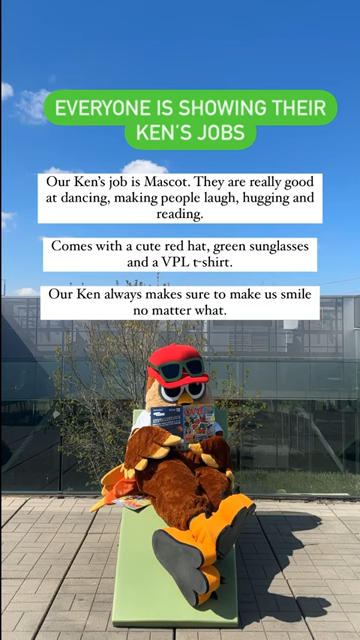 EVERYONE IS SHOWING THEIR
KEN'S JOBS
Our Ken's job is Mascot. They are really good
at dancing, making people laugh, hugging and
reading.
Comes with a cute red hat, green sunglasses
and a VPL t-shirt.
Our Ken always makes sure to make us smile
no matter what.